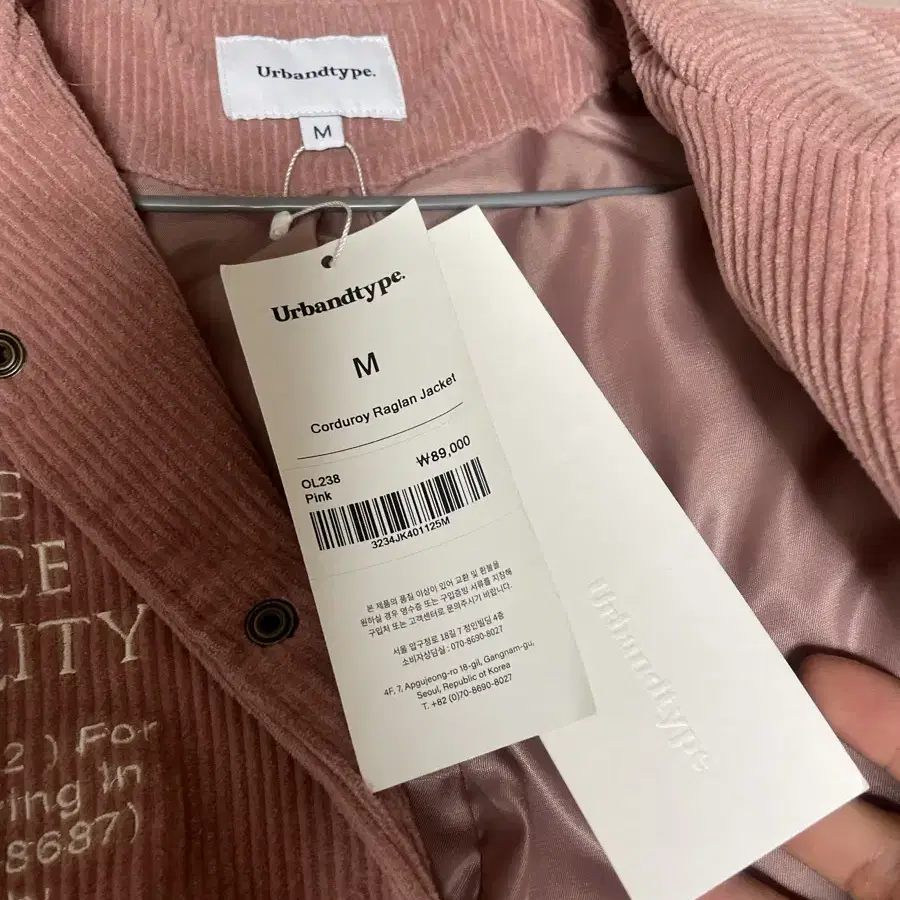 Urbandtype.
M
Urbandtype.
M
Corduroy Raglan Jacket
OL238
₩89,000
Pink
3234JK401125M
본 제품의 품질 이상이 있어 교환 및 환불을
원하실 경우 영수증 또는 구입증빙 서류를 지참해
구입처 또는 고객센터로 문의주시기 바랍니다.
서울 압구정로 18길 7 정인빌딩 4층
소비자상담실 : 070-8690-8027
4F, 7, Apgujeong-ro 18-gil, Gangnam-gu,
Seoul, Republic of Korea
T. +82 (0)70-8690-8027
Urbandtype
E
CE
CITY
2 ) For
ring In
8687)